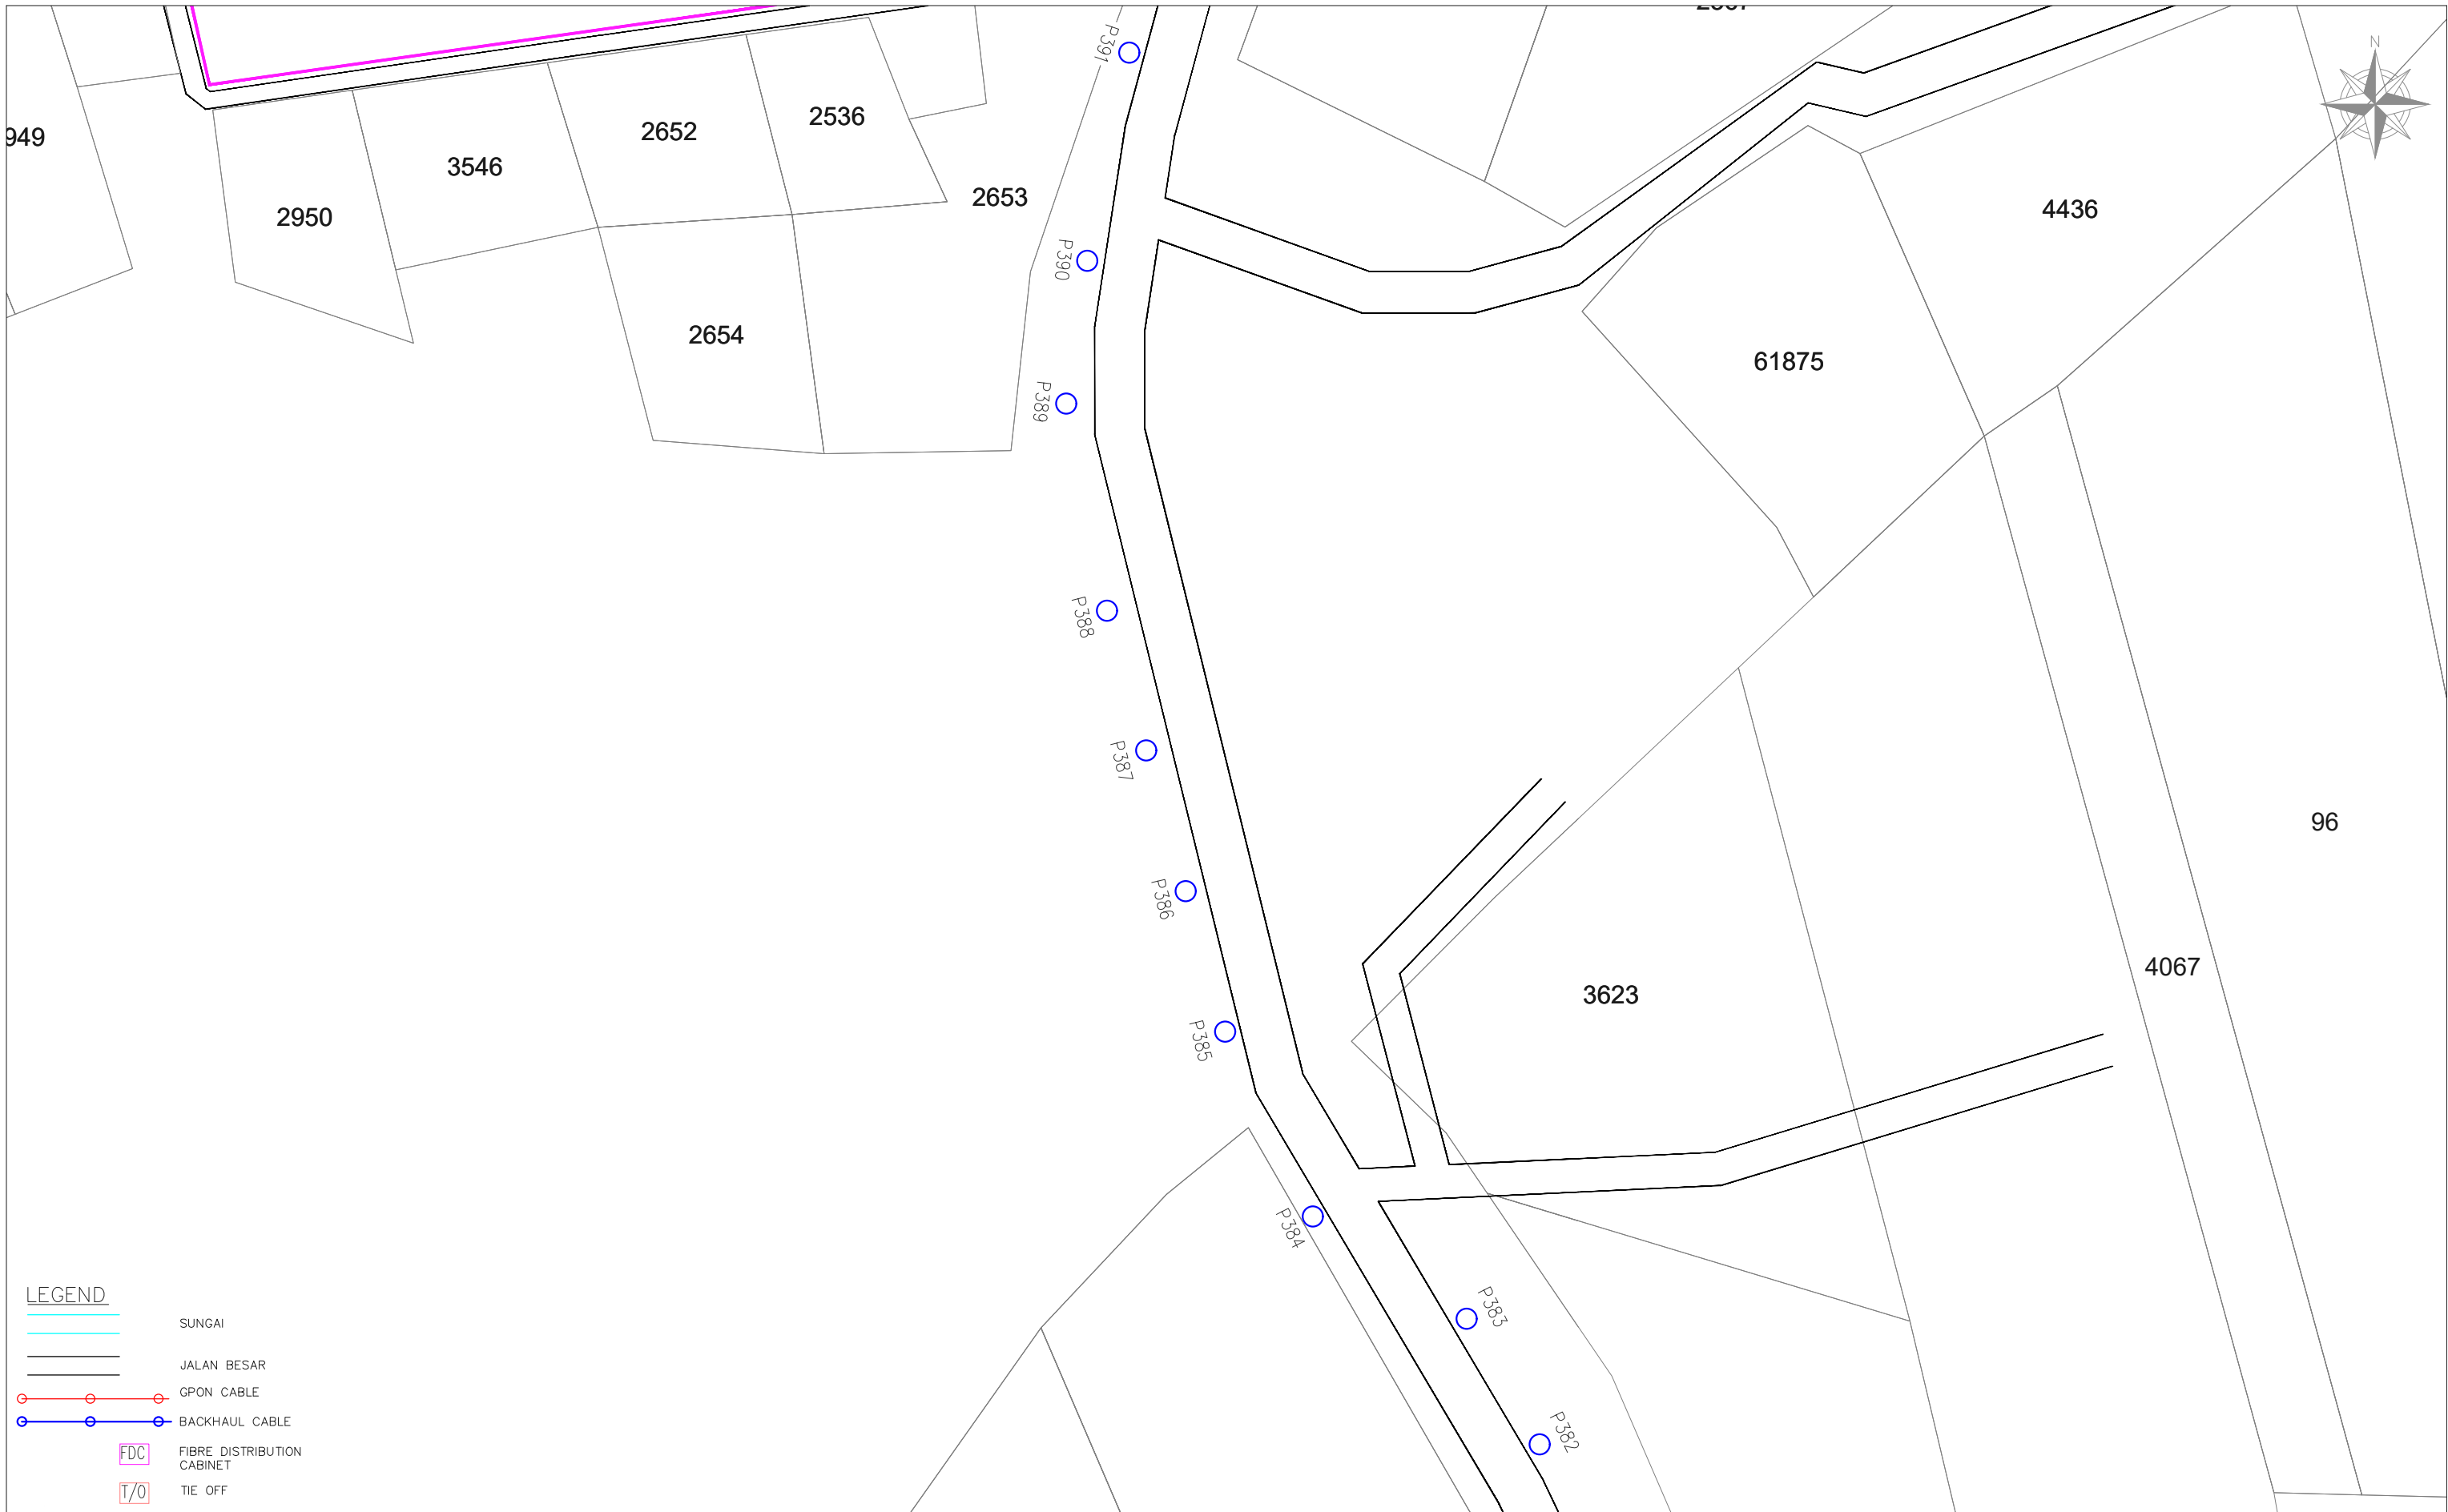 P391
N
949
2536
2652
3546
2653
4436
2950
P390
2654
61875
P389
P388
P387
96
P386
4067
3623
P385
P384
LEGEND
SUNGAI
P383
JALAN BESAR
GPON CABLE
BACKHAUL CABLE
P382
FDC FIBRE DISTRIBUTION
CABINET
T/O TIE OFF